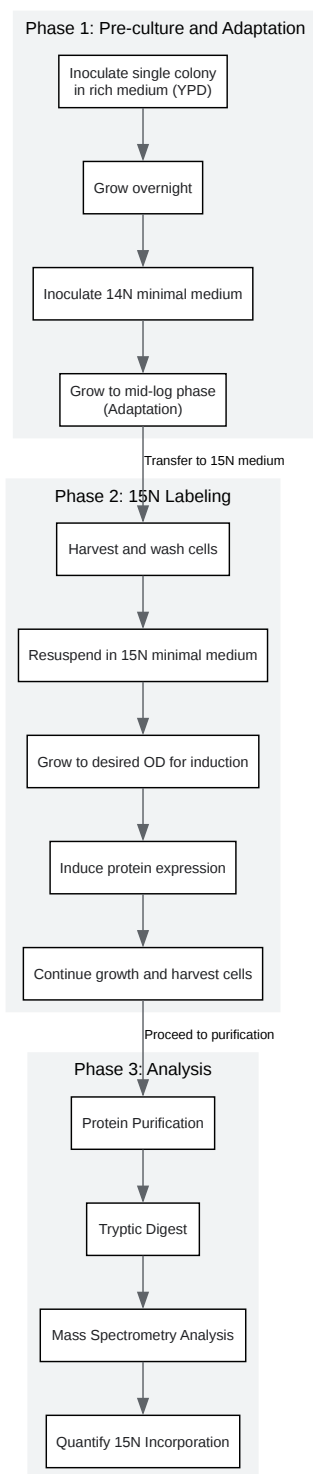 Phase 1: Pre-culture and Adaptation
Inoculate single colony
in rich medium (YPD)
Grow overnight
Inoculate 14N minimal medium
Grow to mid-log phase
(Adaptation)
Transfer to 15N medium
Phase 2: 15N Labeling
Harvest and wash cells
Resuspend in 15N minimal medium
Grow to desired OD for induction
Induce protein expression
Continue growth and harvest cells
Proceed to purification
Phase 3: Analysis
Protein Purification
Tryptic Digest
Mass Spectrometry Analysis
Quantify 15N Incorporation